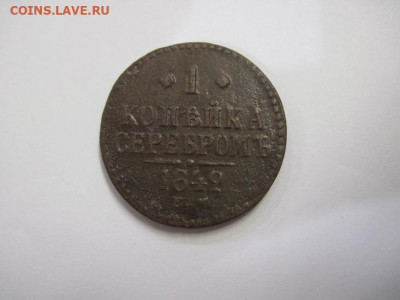 COINS.LAVE.RU
1
КОПѢЙКА
СЕРЕБРОМЪ
1842